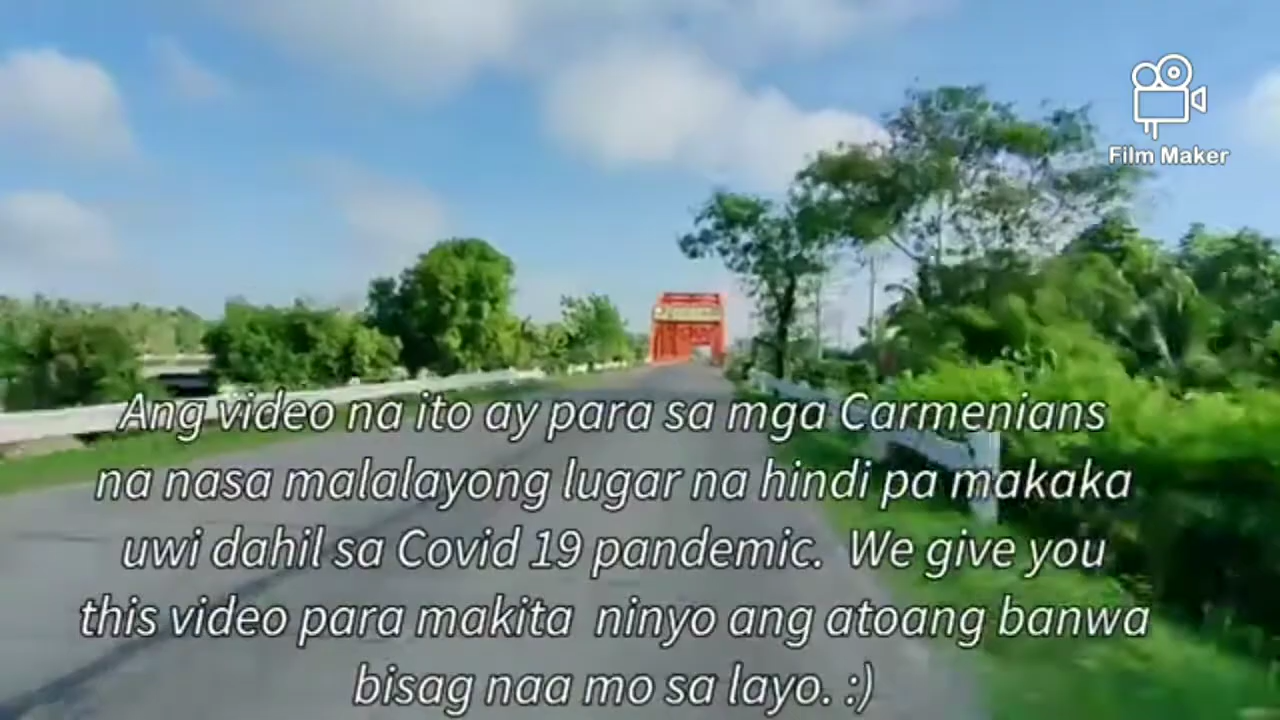 Film Maker
Ang video na ito ay para sa mga Carmenians
na nasa malalayong lugar na hindi pa makaka
uwi dahil sa Covid 19 pandemic.  We give you
this video para makita  ninyo ang atoang banwa
bisag naa mo sa layo. :)